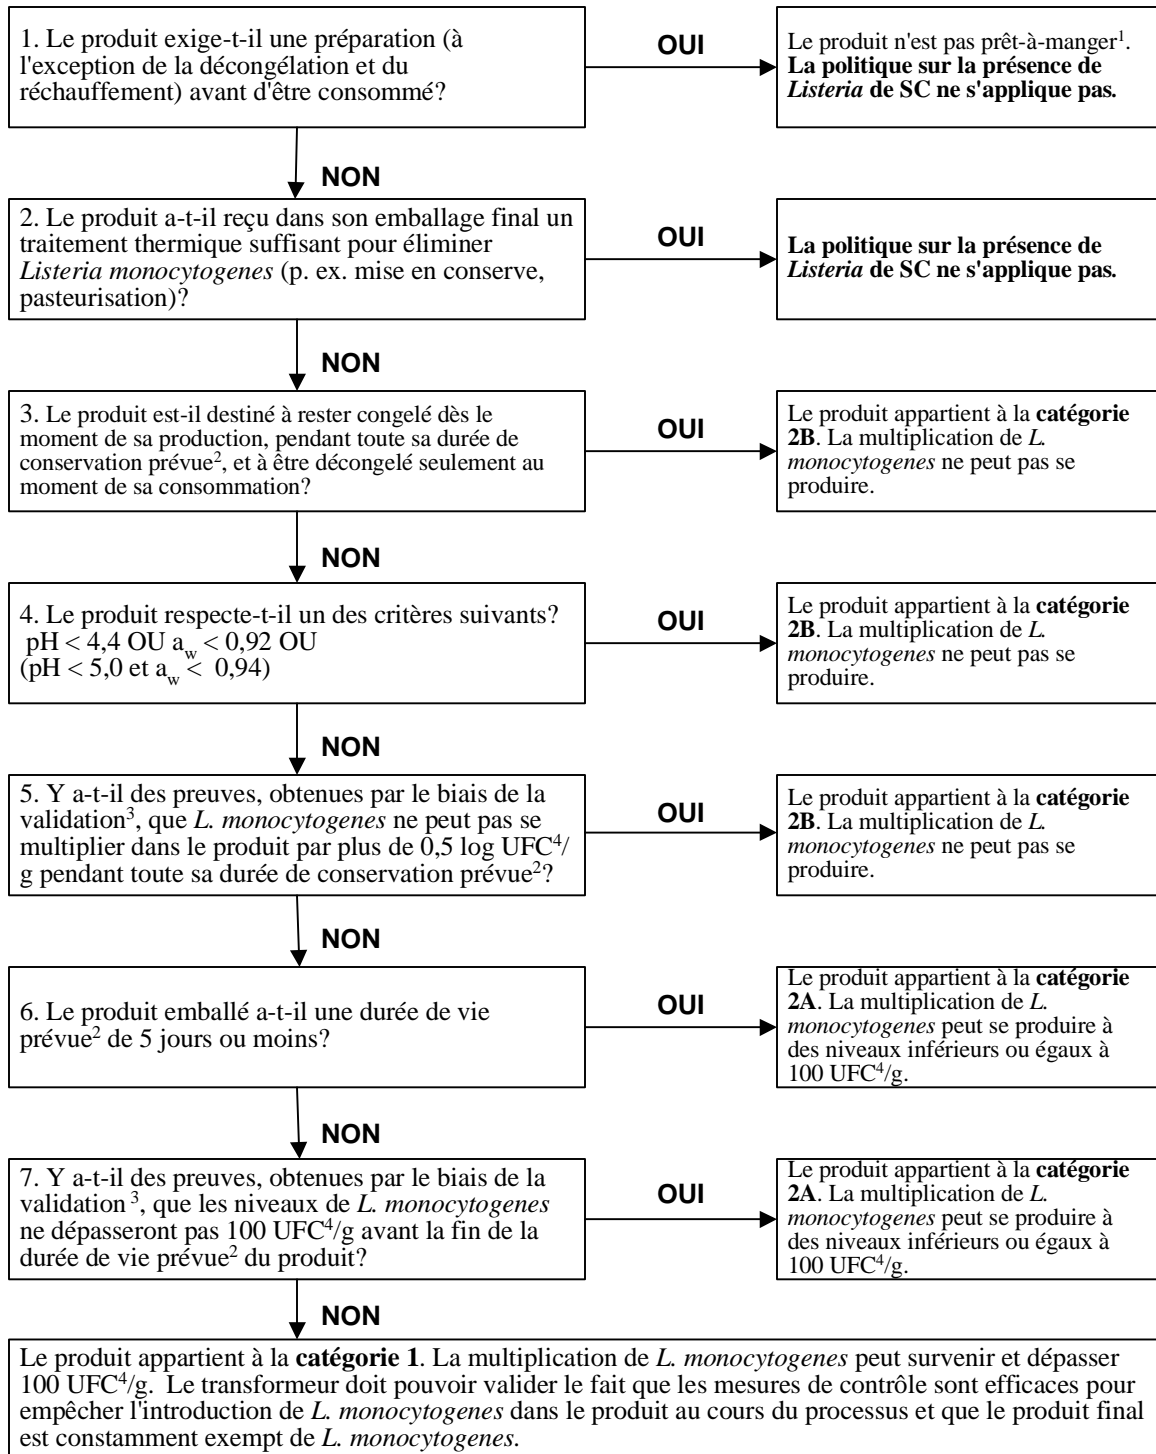 1. Le produit exige-t-il une préparation (à
l'exception de la décongélation et du
réchauffement) avant d'être consommé?
OUI
Le produit n'est pas prêt-à-manger¹.
La politique sur la présence de
Listeria de SC ne s'applique pas.
NON
2. Le produit a-t-il reçu dans son emballage final un
traitement thermique suffisant pour éliminer
Listeria monocytogenes (p. ex. mise en conserve,
pasteurisation)?
OUI
La politique sur la présence de
Listeria de SC ne s'applique pas.
NON
3. Le produit est-il destiné à rester congelé dès le
moment de sa production, pendant toute sa durée de
conservation prévue², et à être décongelé seulement au
moment de sa consommation?
OUI
Le produit appartient à la catégorie
2B. La multiplication de L.
monocytogenes ne peut pas se
produire.
NON
4. Le produit respecte-t-il un des critères suivants?
pH < 4,4 OU a_w < 0,92 OU
(pH < 5,0 et a_w < 0,94)
OUI
Le produit appartient à la catégorie
2B. La multiplication de L.
monocytogenes ne peut pas se
produire.
NON
5. Y a-t-il des preuves, obtenues par le biais de la
validation³, que L. monocytogenes ne peut pas se
multiplier dans le produit par plus de 0,5 log UFC⁴/
g pendant toute sa durée de conservation prévue²?
OUI
Le produit appartient à la catégorie
2B. La multiplication de L.
monocytogenes ne peut pas se
produire.
NON
6. Le produit emballé a-t-il une durée de vie
prévue² de 5 jours ou moins?
OUI
Le produit appartient à la catégorie
2A. La multiplication de L.
monocytogenes peut se produire à
des niveaux inférieurs ou égaux à
100 UFC⁴/g.
NON
7. Y a-t-il des preuves, obtenues par le biais de la
validation ³, que les niveaux de L. monocytogenes
ne dépasseront pas 100 UFC⁴/g avant la fin de la
durée de vie prévue² du produit?
OUI
Le produit appartient à la catégorie
2A. La multiplication de L.
monocytogenes peut se produire à
des niveaux inférieurs ou égaux à
100 UFC⁴/g.
NON
Le produit appartient à la catégorie 1. La multiplication de L. monocytogenes peut survenir et dépasser
100 UFC⁴/g. Le transformeur doit pouvoir valider le fait que les mesures de contrôle sont efficaces pour
empêcher l'introduction de L. monocytogenes dans le produit au cours du processus et que le produit final
est constamment exempt de L. monocytogenes.